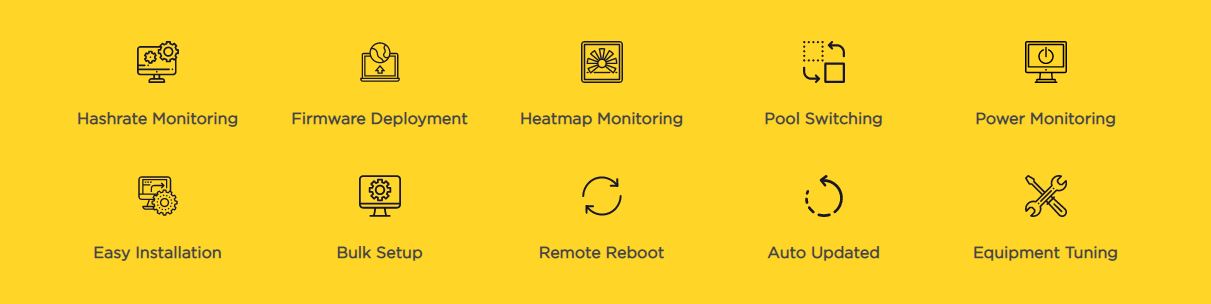 Hashrate Monitoring
Firmware Deployment
Heatmap Monitoring
Pool Switching
Power Monitoring
Easy Installation
Bulk Setup
Remote Reboot
Auto Updated
Equipment Tuning